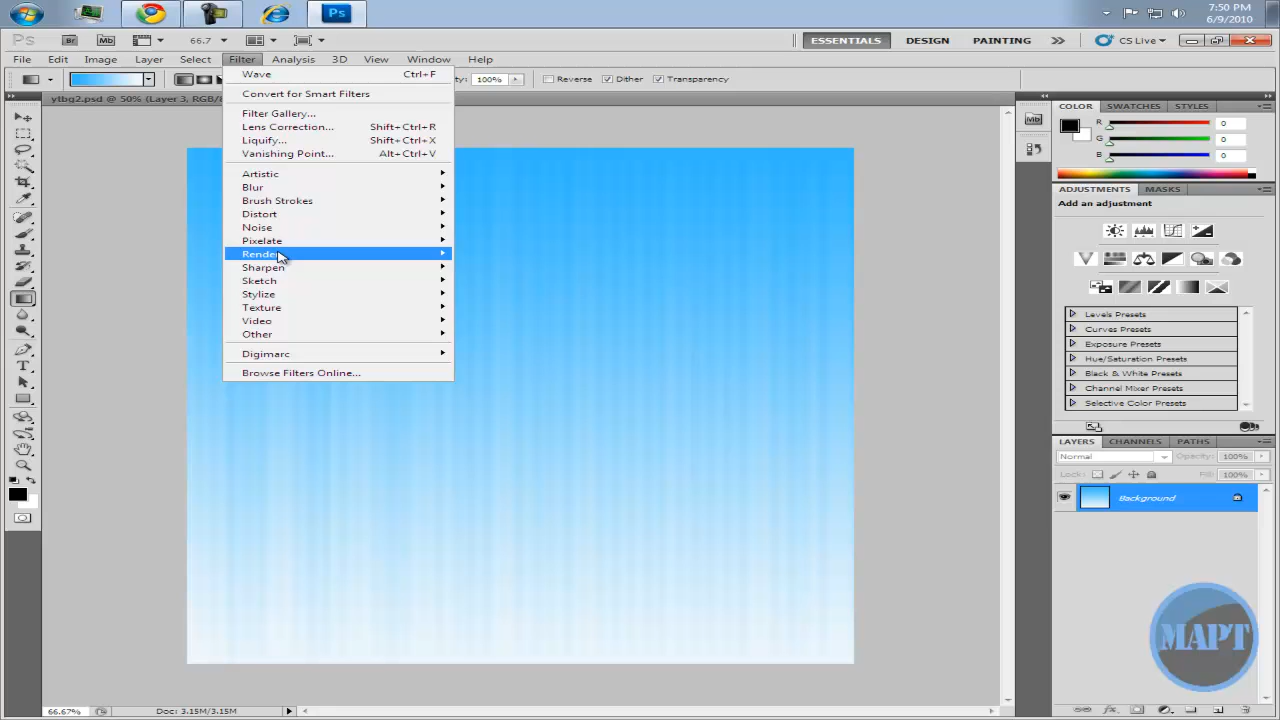 7:50 PM
6/9/2010
Ps
Ps
Br
Mb
66.7
ESSENTIALS
DESIGN
PAINTING
CS Live
File
Edit
Image
Layer
Select
Filter
Analysis
3D
View
Window
Help
100%
Reverse
Dither
Transparency
y1bg2.psd @ 50% (Layer 3, RGB/8
Wave Ctrl+F
Convert for Smart Filters
Filter Gallery...
Lens Correction... Shift+Ctrl+R
Liquify... Shift+Ctrl+X
Vanishing Point... Alt+Ctrl+V
Artistic
Blur
Brush Strokes
Distort
Noise
Pixelate
Render
Sharpen
Sketch
Stylize
Texture
Video
Other
Digimarc
Browse Filters Online...
COLOR
SWATCHES
STYLES
R 0
G 0
B 0
ADJUSTMENTS
MASKS
Add an adjustment
Levels Presets
Curves Presets
Exposure Presets
Hue/Saturation Presets
Black & White Presets
Channel Mixer Presets
Selective Color Presets
LAYERS
CHANNELS
PATHS
Normal
Opacity: 100%
Lock:
Fill: 100%
Background
MAPT
66.67%
Doc: 3.15M/3.15M